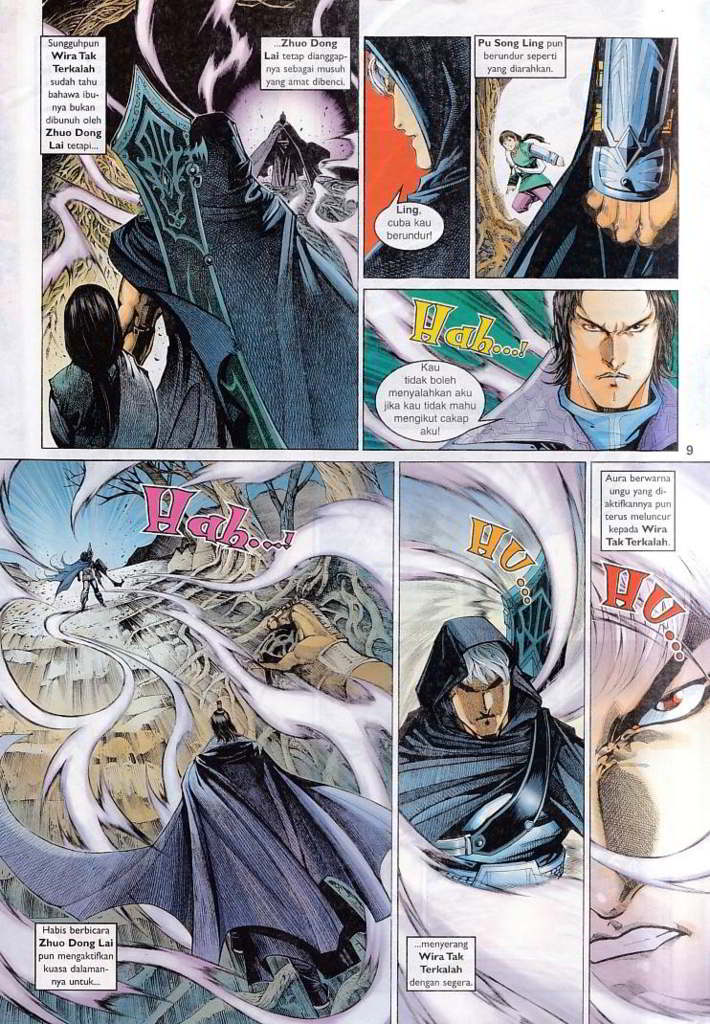 Sungguhpun
Wira Tak
Terkalah
sudah tahu
bahawa ibu-
nya bukan
dibunuh oleh
Zhuo Dong
Lai tetapi...
...Zhuo Dong
Lai tetap dianggap-
nya sebagai musuh
yang amat dibenci.
Ling,
cuba kau
berundur!
Pu Song Ling pun
berundur seperti
yang diarahkan.
Hah...!
Kau
tidak boleh
menyalahkan aku
jika kau tidak mahu
mengikut cakap
aku!
9
Hah...!
Habis berbicara
Zhuo Dong Lai
pun mengaktifkan
kuasa dalaman-
nya untuk...
HU...
...menyerang
Wira Tak
Terkalah
dengan segera.
Aura berwarna
ungu yang di-
aktifkannya pun
terus meluncur
kepada Wira
Tak Terkalah.
HU...